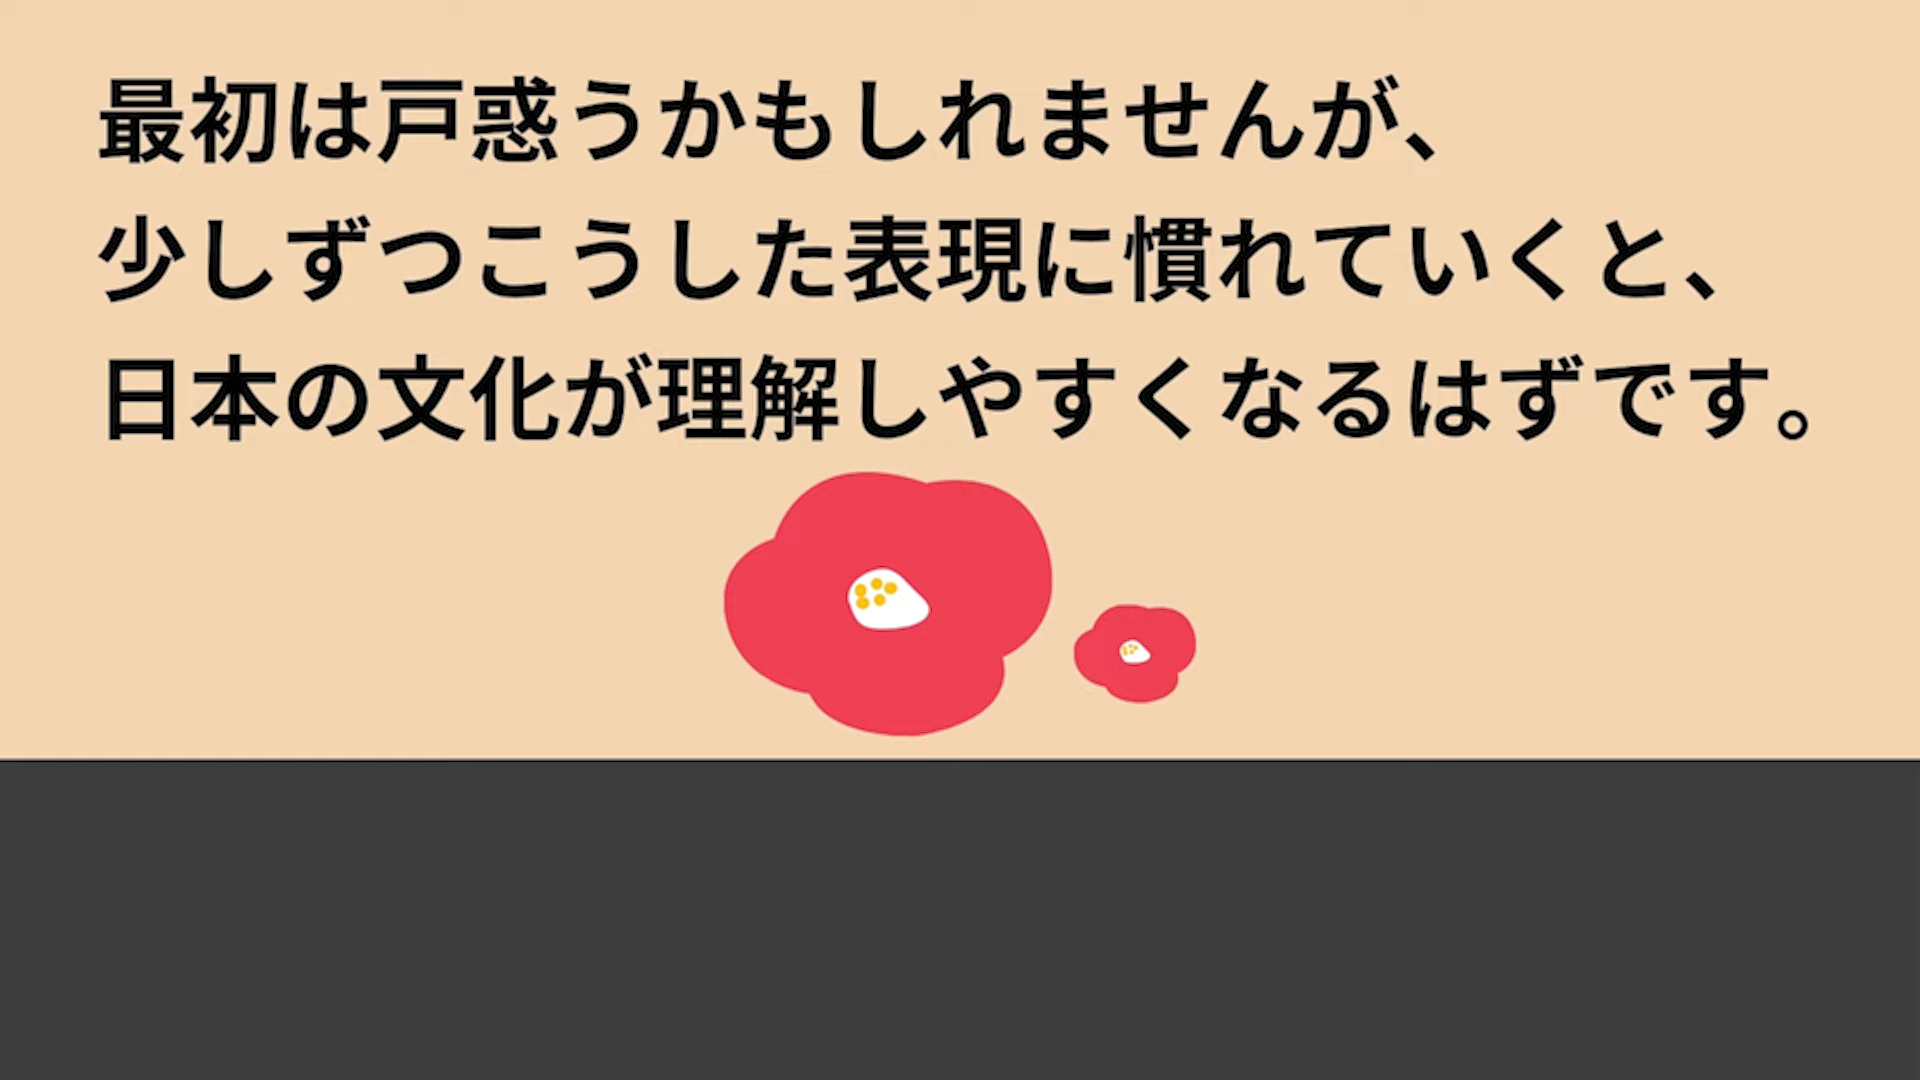 最初は戸惑うかもしれませんが、
少しずつこうした表現に慣れていくと、
日本の文化が理解しやすくなるはずです。